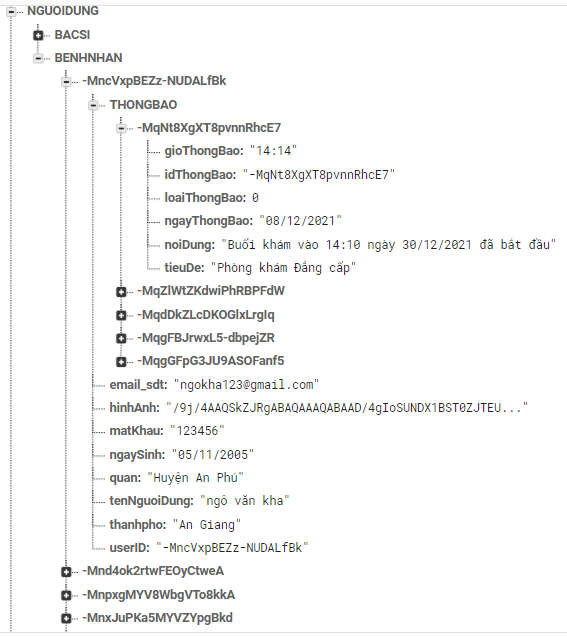 NGUOIDUNG
BACSI
BENHNHAN
-MncVxpBEZz-NUDALfBk
THONGBAO
-MqNt8XgXT8pvnnRhcE7
gioThongBao: "14:14"
idThongBao: "-MqNt8XgXT8pvnnRhcE7"
loaiThongBao: 0
ngayThongBao: "08/12/2021"
noiDung: "Buổi khám vào 14:10 ngày 30/12/2021 đã bắt đầu"
tieuDe: "Phòng khám Đẳng cấp"
-MqZlWtZKdwiPhRBPFdW
-MqdDkZLcDKOGlxLrgIq
-MqgFBJrwxL5-dbpejZR
-MqgGFpG3JU9ASOFanf5
email_sdt: "ngokha123@gmail.com"
hinhAnh: "/9j/4AAQSkZJRgABAQAAAQABAAD/4gIoSUNDX1BST0ZJTEU..."
matKhau: "123456"
ngaySinh: "05/11/2005"
quan: "Huyện An Phú"
tenNguoiDung: "ngô văn kha"
thanhpho: "An Giang"
userID: "-MncVxpBEZz-NUDALfBk"
-Mnd4ok2rtwFEOyCtweA
-MnpxgMYV8WbgVTo8kkA
-MnxJuPKa5MYVZYpgBkd